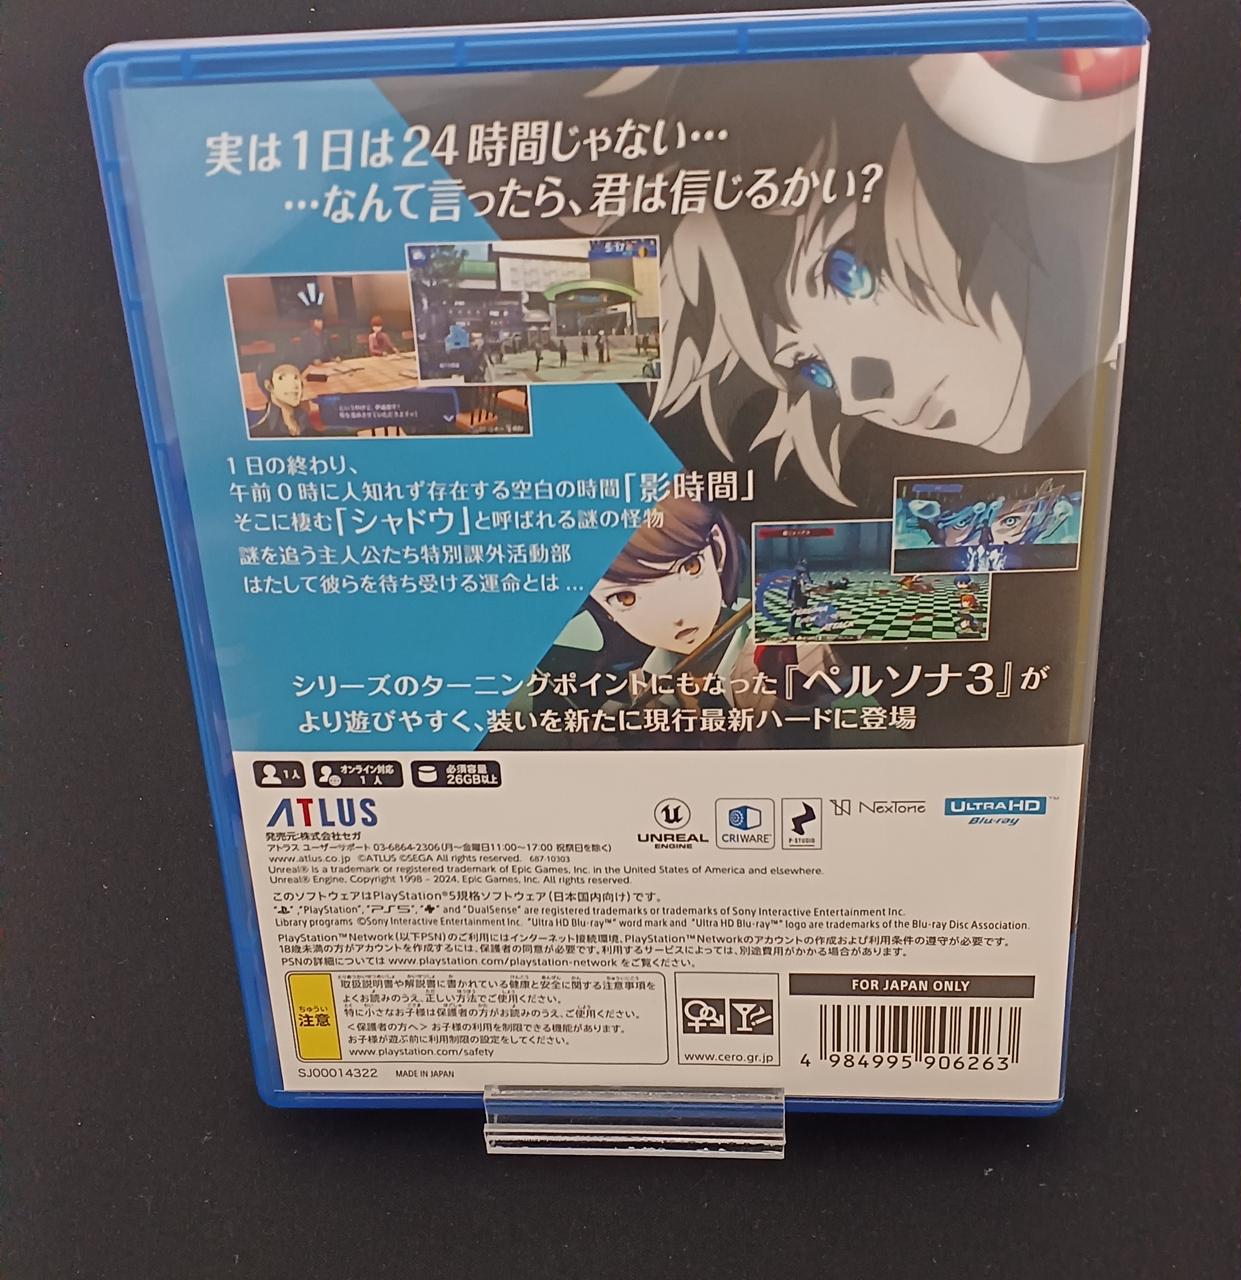 実は1日は24時間じゃない…
…なんて言ったら、君は信じるかい?
5/17
というわけで、伊織順平!
1日の終わり、
午前0時に人知れず存在する空白の時間「影時間」
そこに棲む「シャドウ」と呼ばれる謎の怪物
謎を追う主人公たち特別課外活動部
はたして彼らを待ち受ける運命とは…
シリーズのターニングポイントにもなった『ペルソナ3』が
より遊びやすく、装いを新たに現行最新ハードに登場
1人
オンライン対応
1人
必須容量
26GB以上
ATLUS
UNREAL
ENGINE
CRIWARE
P-STUDIO
NexTone
ULTRA HD
Blu-ray™
発売元:株式会社セガ
アトラス ユーザーサポート 03-6864-2306(月~金曜日11:00~17:00 祝祭日を除く)
www.atlus.co.jp ©ATLUS ©SEGA All rights reserved. 687-10303
Unreal® is a trademark or registered trademark of Epic Games, Inc. in the United States of America and elsewhere.
Unreal® Engine, Copyright 1998 – 2024, Epic Games, Inc. All rights reserved.
このソフトウェアはPlayStation®5規格ソフトウェア(日本国内向け)です。
"PlayStation", "PS5", and "DualSense" are registered trademarks or trademarks of Sony Interactive Entertainment Inc.
Library programs ©Sony Interactive Entertainment Inc. "Ultra HD Blu-ray™" word mark and "Ultra HD Blu-ray™" logo are trademarks of the Blu-ray Disc Association.
PlayStation™Network(以下PSN)のご利用にはインターネット接続環境、PlayStation™Networkのアカウントの作成および利用条件の遵守が必要です。
18歳未満の方がアカウントを作成するには、保護者の同意が必要です。利用するサービスによっては、別途費用がかかる場合があります。
PSNの詳細については www.playstation.com/playstation-network をご覧ください。
ちゅうい
注意
取扱説明書や解説書に書かれている健康と安全に関する注意事項を
よくお読みのうえ、正しい方法でご使用ください。
特に小さなお子様は保護者の方がお読みのうえ、ご使用ください。
<保護者の方へ> お子様の利用を制限できる機能があります。
お子様が遊ぶ前に利用制限の設定をしてください。
www.playstation.com/safety
www.cero.gr.jp
FOR JAPAN ONLY
4 984995 906263
SJ00014322 MADE IN JAPAN